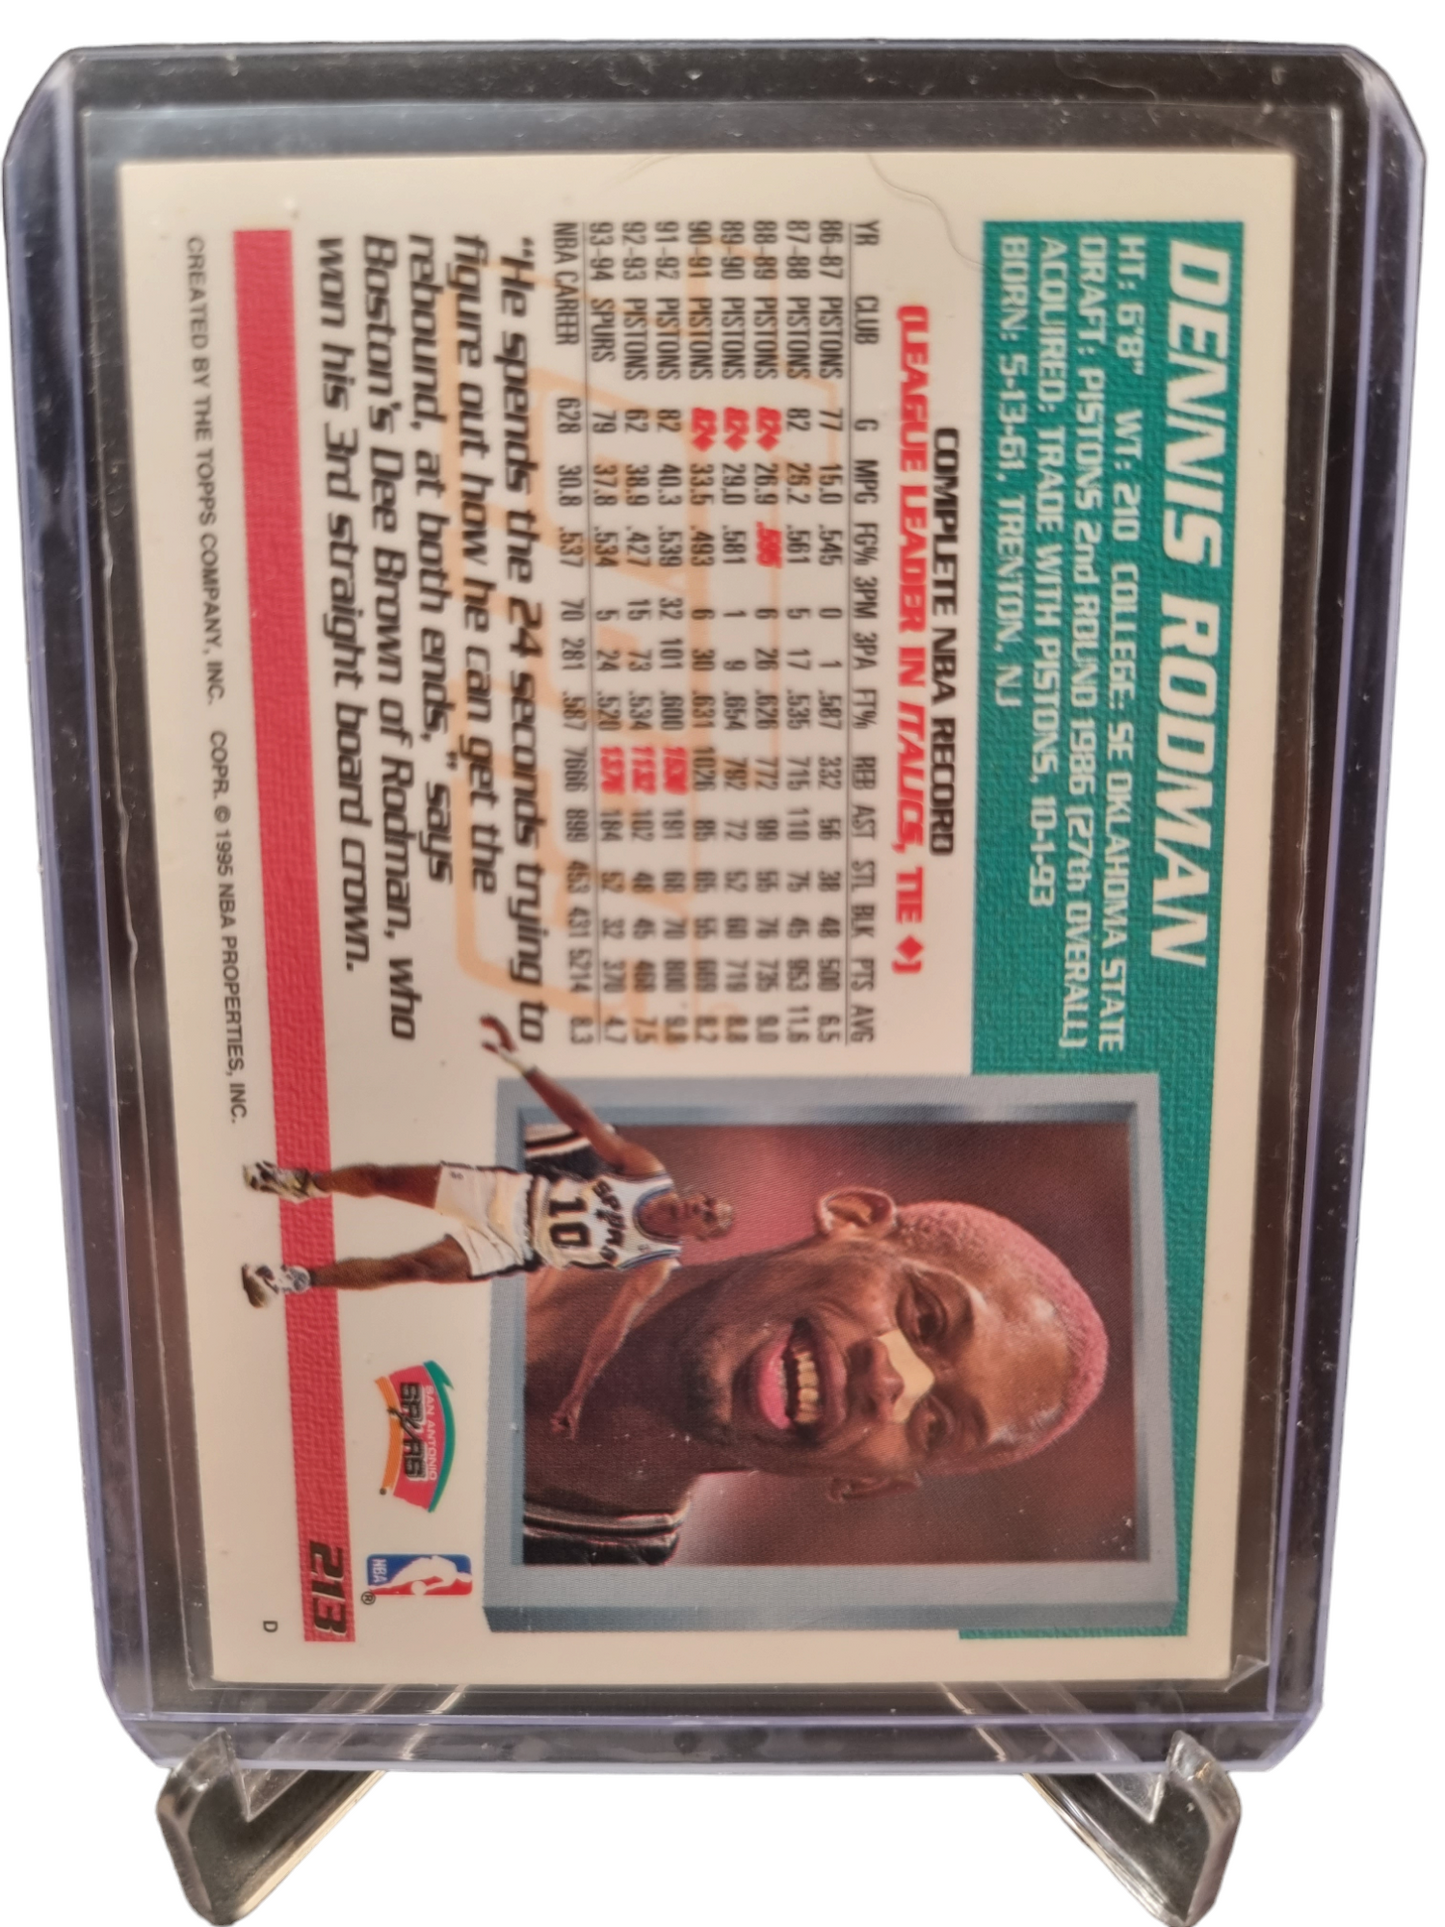 DENNIS RODMAN
HT: 6'8" WT: 210 COLLEGE: SE OKLAHOMA STATE
DRAFT: PISTONS 2nd ROUND 1986 (27th OVERALL)
ACQUIRED: TRADE WITH PISTONS, 10-1-93
BORN: 5-13-61, TRENTON, NJ
COMPLETE NBA RECORD
(LEAGUE LEADER IN ITALICS, TIE ◆)
YR CLUB G MPG FG% 3PM 3PA FT% REB AST STL BLK PTS AVG
86-87 PISTONS 77 15.0 .545 0 1 .587 332 56 38 48 500 6.5
87-88 PISTONS 82 26.2 .561 5 17 .535 715 110 75 45 953 11.6
88-89 PISTONS 82◆ 26.9 .595 6 26 .626 772 99 55 76 735 9.0
89-90 PISTONS 82◆ 29.0 .581 1 9 .654 792 72 52 60 719 8.8
90-91 PISTONS 82◆ 33.5 .493 6 30 .631 1026 85 65 55 669 8.2
91-92 PISTONS 82 40.3 .539 32 101 .600 1530 191 68 70 800 9.8
92-93 PISTONS 62 38.9 .427 15 73 .534 1132 102 48 45 468 7.5
93-94 SPURS 79 37.8 .534 5 24 .520 1376 184 52 32 370 4.7
NBA CAREER 628 30.8 .537 70 281 .587 7666 899 453 431 5214 8.3
"He spends the 24 seconds trying to
figure out how he can get the
rebound, at both ends," says
Boston's Dee Brown of Rodman, who
won his 3rd straight board crown.
SPURS
10
SAN ANTONIO
SPURS
NBA
®
213
CREATED BY THE TOPPS COMPANY, INC. COPR. © 1995 NBA PROPERTIES, INC.
D